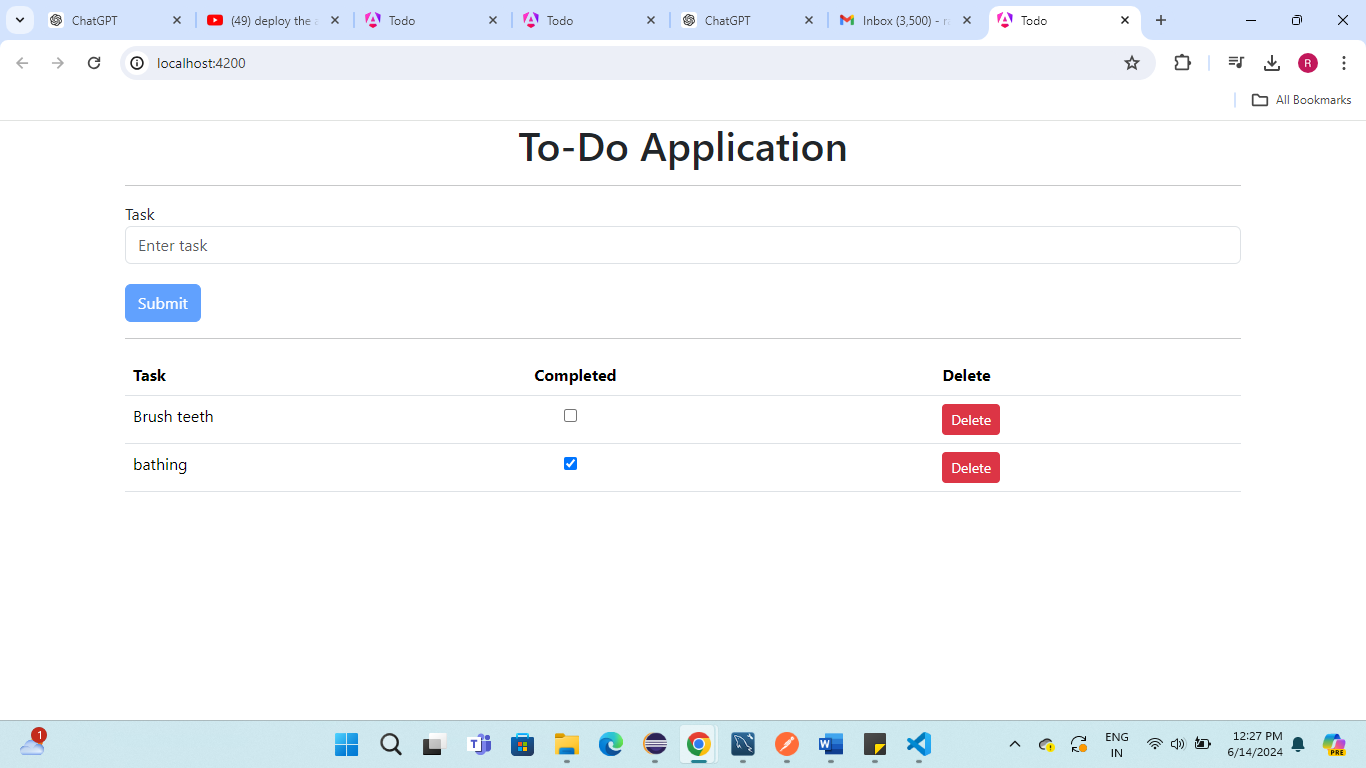 ChatGPT
(49) deploy the a
Todo
Todo
ChatGPT
Inbox (3,500) - ra
Todo
localhost:4200
R
All Bookmarks
To-Do Application
Task
Enter task
Submit
Task Completed Delete
Brush teeth Delete
bathing Delete
1
ENG
IN
12:27 PM
6/14/2024
PRE